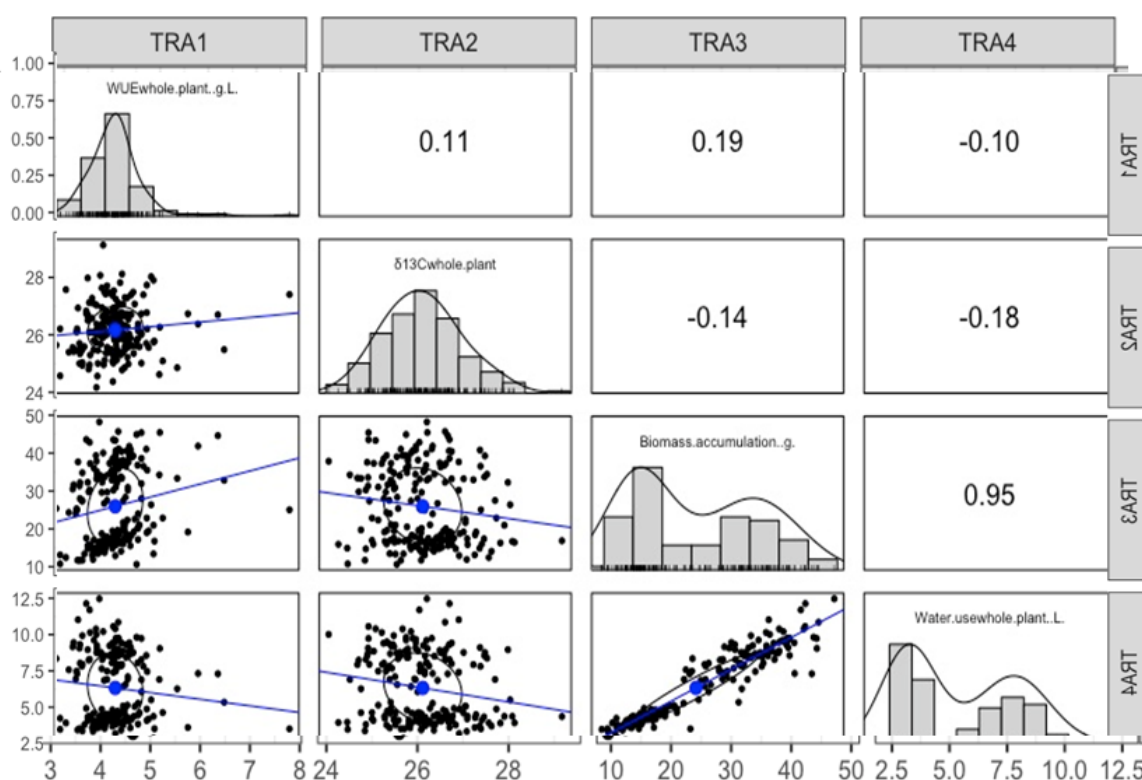 TRA1 TRA2 TRA3 TRA4
1.00
WUEwhole.plant..g.L.
0.75
0.50 0.11 0.19 -0.10 TRA1
0.25
0.00
δ13Cwhole.plant
28
26 -0.14 -0.18 TRA2
24
50
Biomass.accumulation..g.
40
30 0.95 TRA3
20
10
12.5
Water.usewhole.plant..L.
10.0
7.5 TRA4
5.0
2.5
3 4 5 6 7 8 24 26 28 10 20 30 40 50 2.5 5.0 7.5 10.0 12.5